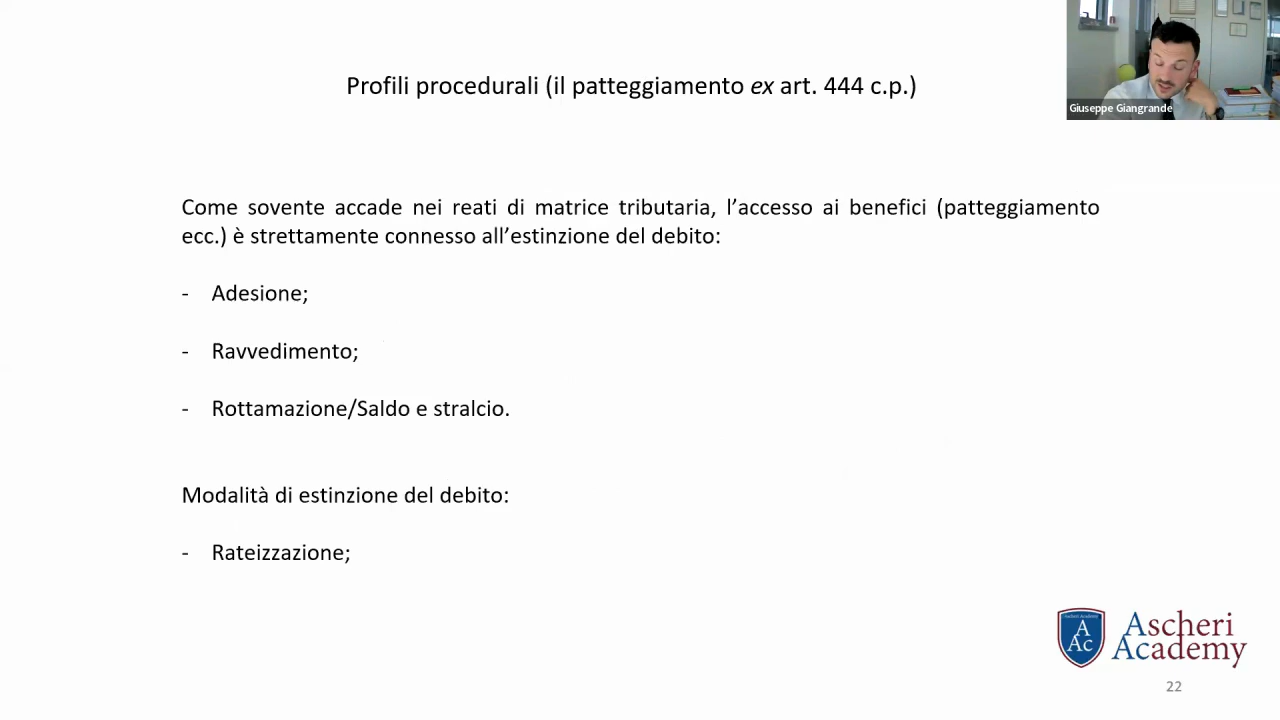 Profili procedurali (il patteggiamento ex art. 444 c.p.)
Giuseppe Giangrande
Come sovente accade nei reati di matrice tributaria, l’accesso ai benefici (patteggiamento
ecc.) è strettamente connesso all’estinzione del debito:
- Adesione;
- Ravvedimento;
- Rottamazione/Saldo e stralcio.
Modalità di estinzione del debito:
- Rateizzazione;
A
Ac
Ascheri
Academy
22